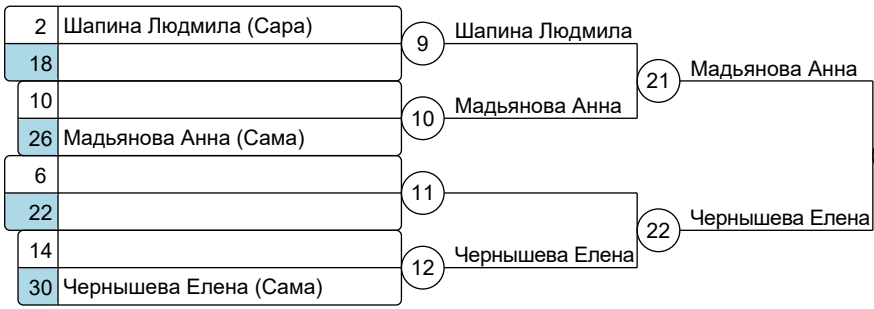 2 Шапина Людмила (Сара)
9 Шапина Людмила
18
21 Мадьянова Анна
10
10 Мадьянова Анна
26 Мадьянова Анна (Сама)
6
11
22
22 Чернышева Елена
14
12 Чернышева Елена
30 Чернышева Елена (Сама)